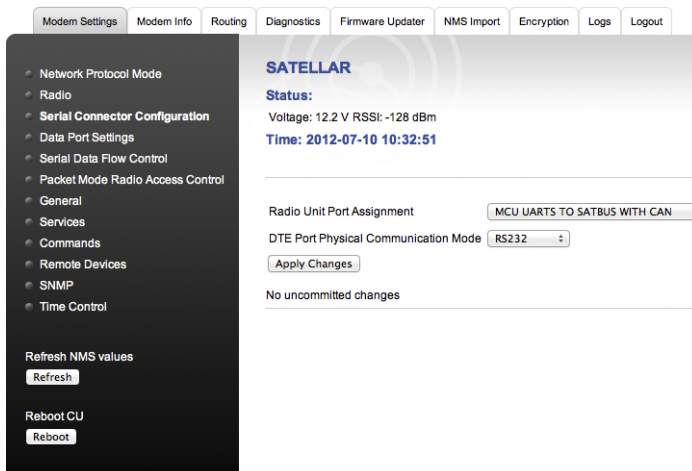 Modem Settings Modem Info Routing Diagnostics Firmware Updater NMS Import Encryption Logs Logout
Network Protocol Mode
Radio
Serial Connector Configuration
Data Port Settings
Serial Data Flow Control
Packet Mode Radio Access Control
General
Services
Commands
Remote Devices
SNMP
Time Control
Refresh NMS values
Refresh
Reboot CU
Reboot
SATELLAR
Status:
Voltage: 12.2 V RSSI: -128 dBm
Time: 2012-07-10 10:32:51
Radio Unit Port Assignment MCU UARTS TO SATBUS WITH CAN
DTE Port Physical Communication Mode RS232
Apply Changes
No uncommitted changes